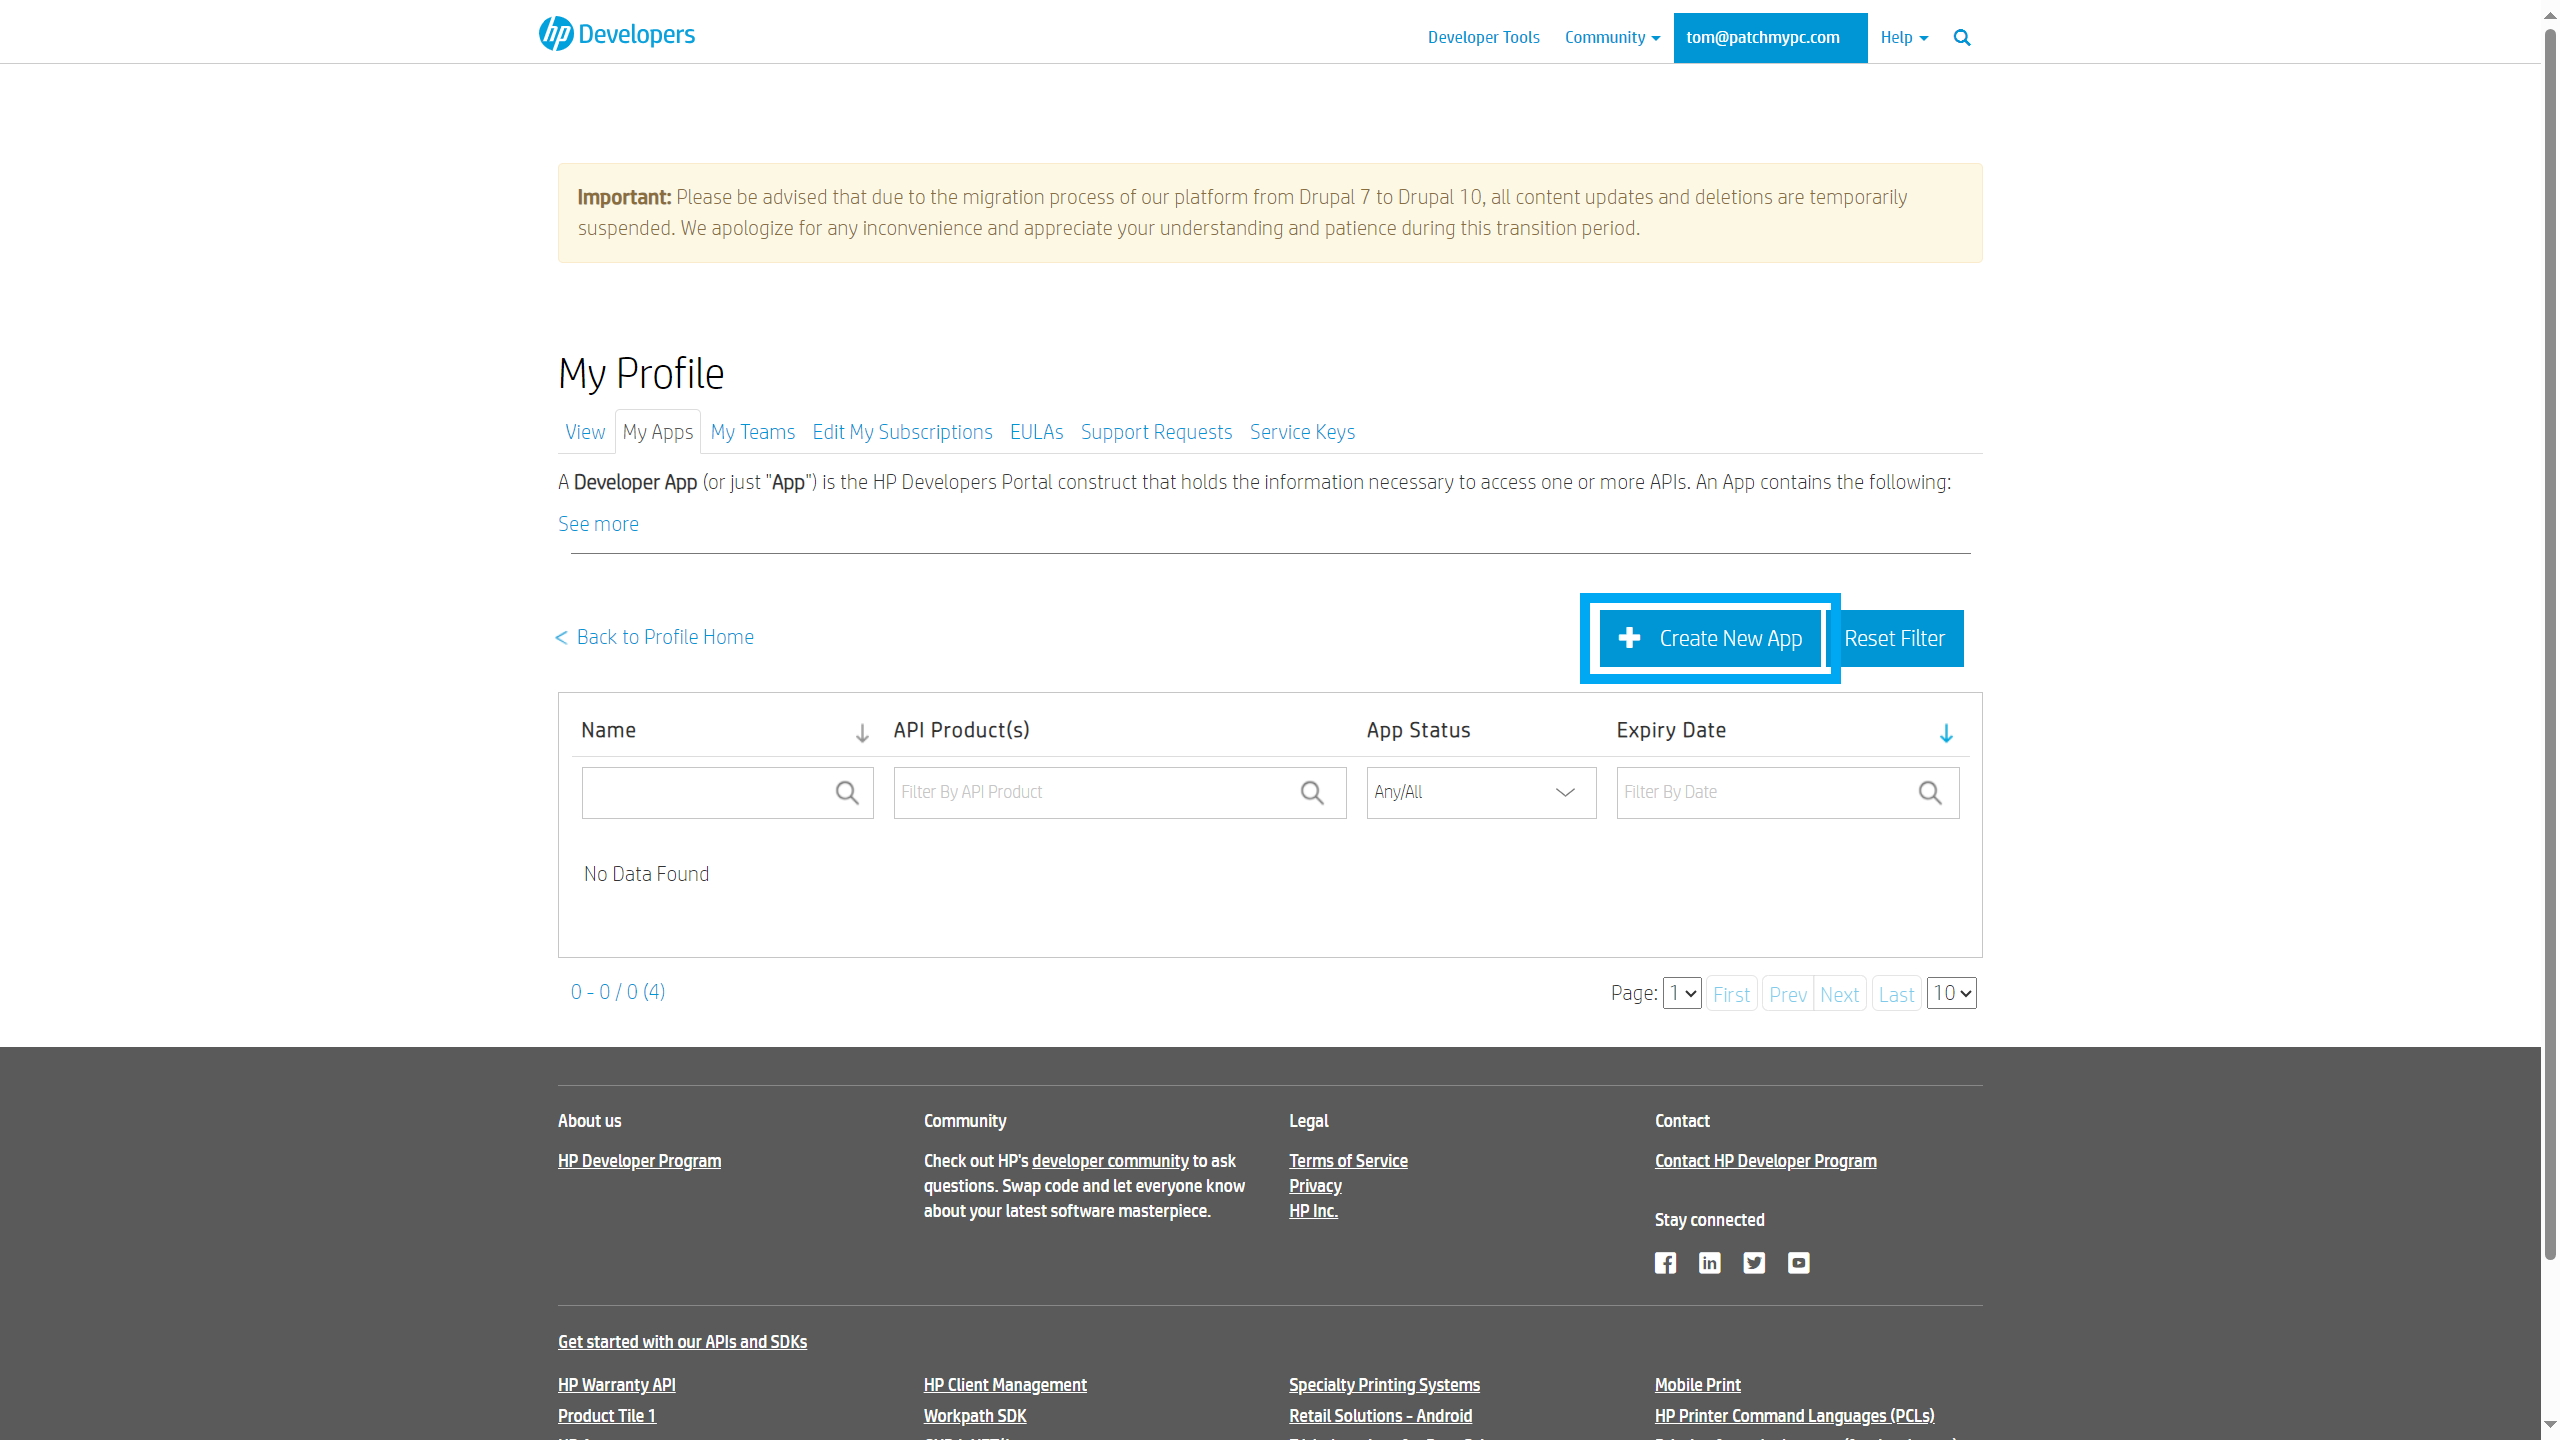 hp Developers
Developer Tools Community tom@patchmypc.com Help
Important: Please be advised that due to the migration process of our platform from Drupal 7 to Drupal 10, all content updates and deletions are temporarily
suspended. We apologize for any inconvenience and appreciate your understanding and patience during this transition period.
My Profile
View My Apps My Teams Edit My Subscriptions EULAs Support Requests Service Keys
A Developer App (or just "App") is the HP Developers Portal construct that holds the information necessary to access one or more APIs. An App contains the following:
See more
< Back to Profile Home
Create New App Reset Filter
Name API Product(s) App Status Expiry Date
Filter By API Product Any/All Filter By Date
No Data Found
0 - 0 / 0 (4)
Page: 1 First Prev Next Last 10
About us Community Legal Contact
HP Developer Program Check out HP's developer community to ask Terms of Service Contact HP Developer Program
questions. Swap code and let everyone know Privacy
about your latest software masterpiece. HP Inc.
Stay connected
Get started with our APIs and SDKs
HP Warranty API HP Client Management Specialty Printing Systems Mobile Print
Product Tile 1 Workpath SDK Retail Solutions - Android HP Printer Command Languages (PCLs)